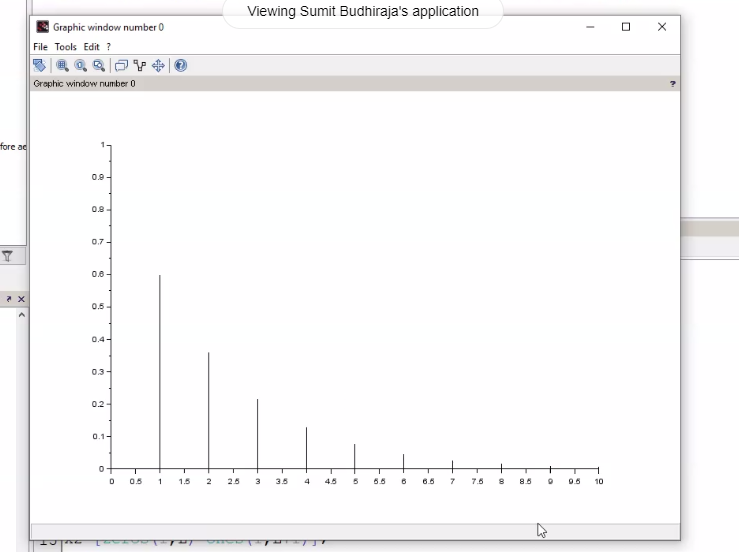 Viewing Sumit Budhiraja's application
Graphic window number 0
File Tools Edit ?
Graphic window number 0 ?
fore ae
1
0.9
0.8
0.7
0.6
0.5
0.4
0.3
0.2
0.1
0
0 0.5 1 1.5 2 2.5 3 3.5 4 4.5 5 5.5 6 6.5 7 7.5 8 8.5 9 9.5 10